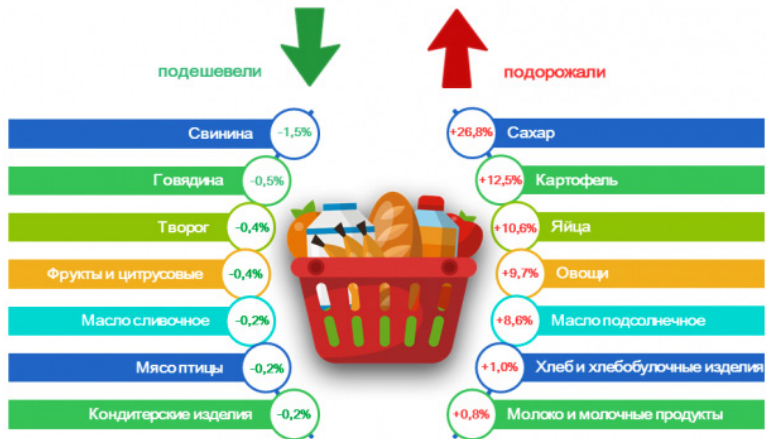 подешевели
подорожали
Свинина -1,5%
+26,8% Сахар
Говядина -0,5%
+12,5% Картофель
Творог -0,4%
+10,6% Яйца
Фрукты и цитрусовые -0,4%
+9,7% Овощи
Масло сливочное -0,2%
+8,6% Масло подсолнечное
Мясо птицы -0,2%
+1,0% Хлеб и хлебобулочные изделия
Кондитерские изделия -0,2%
+0,8% Молоко и молочные продукты